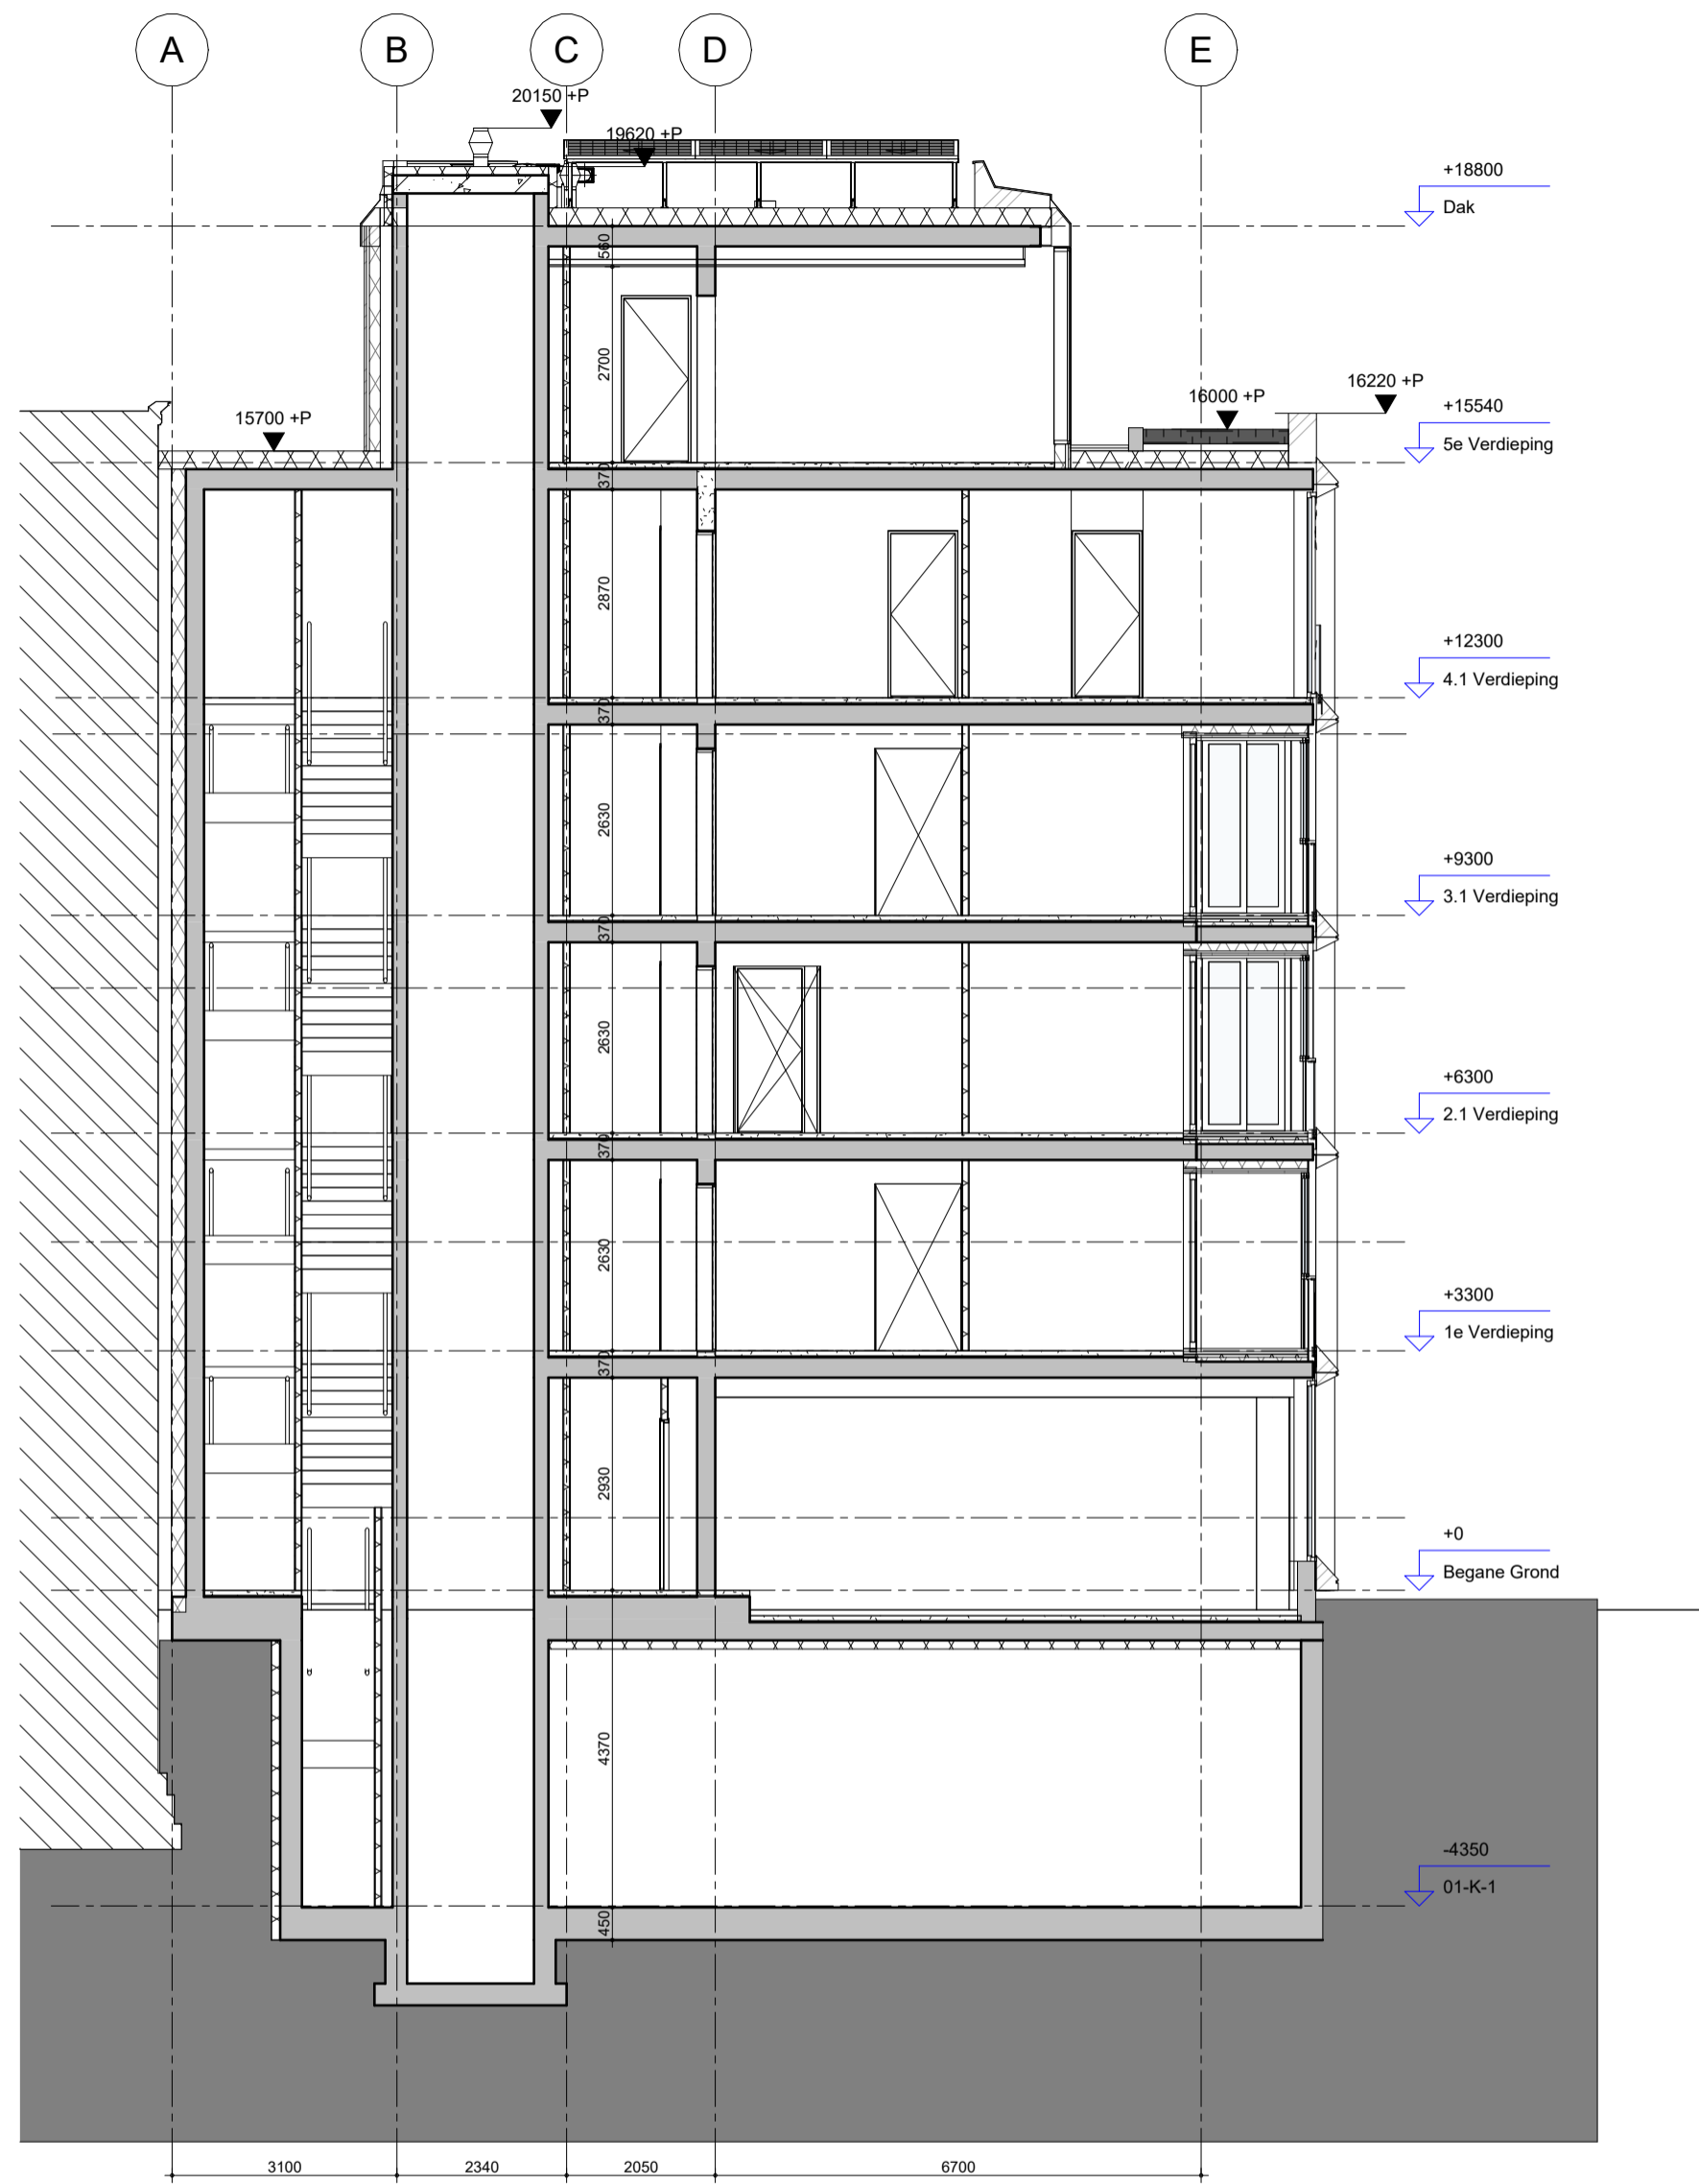 A
B
C
D
E
20150 +P
19620 +P
+18800
Dak
560
2700
15700 +P
16000 +P
16220 +P
+15540
5e Verdieping
370
2870
+12300
4.1 Verdieping
370
2630
+9300
3.1 Verdieping
370
2630
+6300
2.1 Verdieping
370
2630
+3300
1e Verdieping
370
2930
+0
Begane Grond
4370
-4350
01-K-1
450
3100
2340
2050
6700